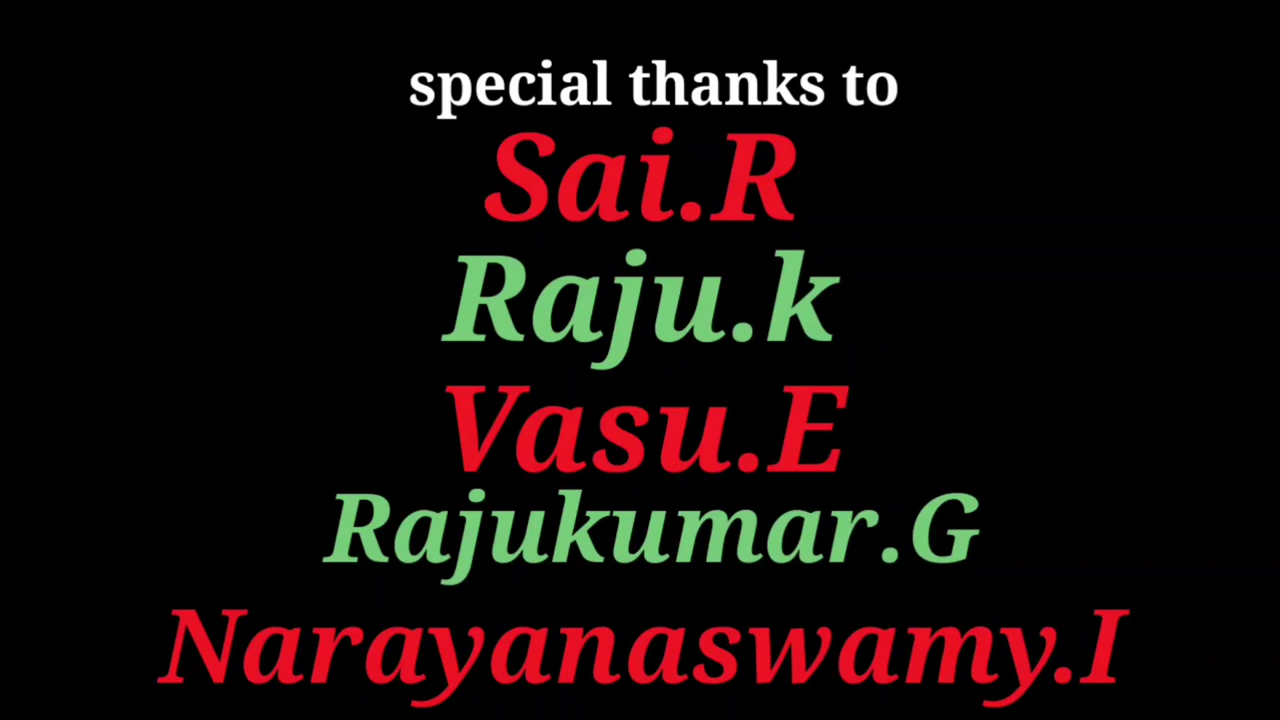 special thanks to
Sai.R
Raju.k
Vasu.E
Rajukumar.G
Narayanaswamy.I